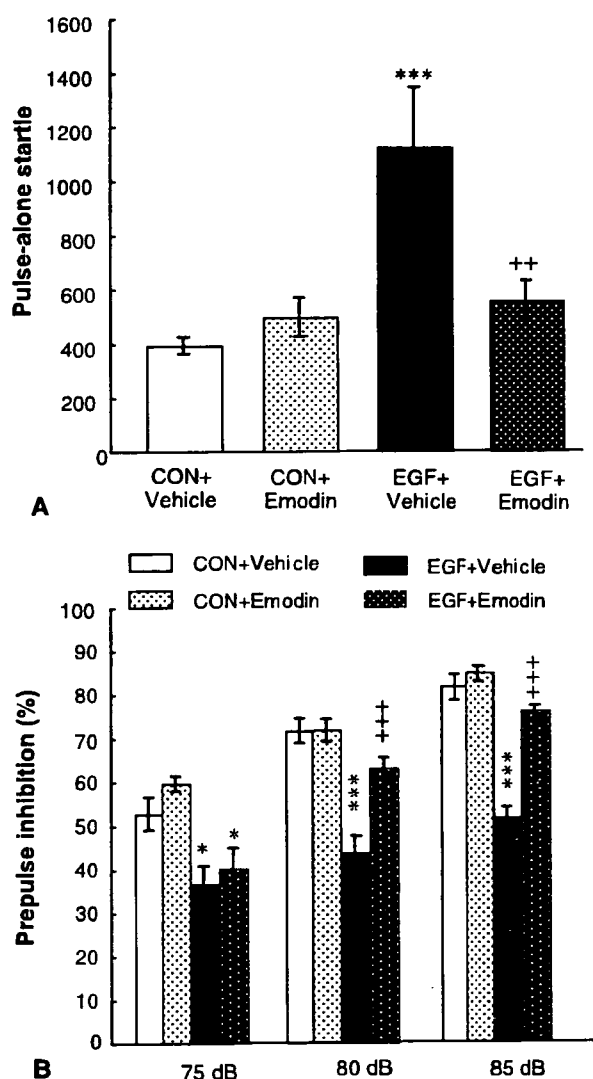 1600
1400
1200
1000
800
600
400
200
0
Pulse-alone startle
***
++
CON+ Vehicle
CON+ Emodin
EGF+ Vehicle
EGF+ Emodin
A
CON+Vehicle
EGF+Vehicle
CON+Emodin
EGF+Emodin
100
90
80
70
60
50
40
30
20
10
0
Prepulse inhibition (%)
*
*
***
+++
***
+++
75 dB
80 dB
85 dB
B